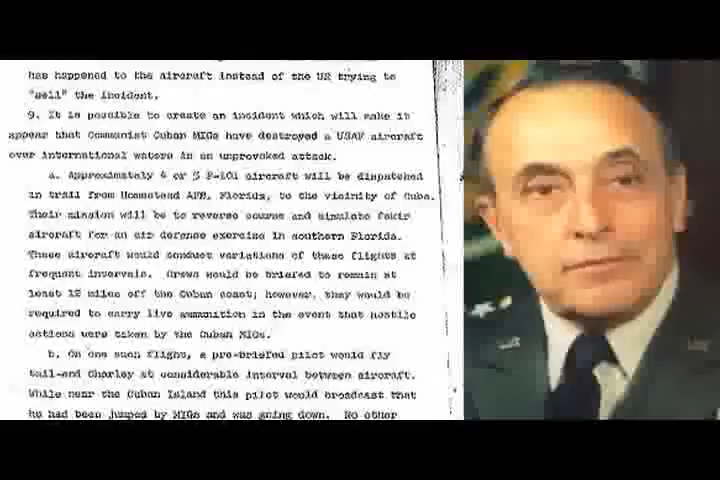 has happened to the aircraft instead of the US trying to
"sell" the incident.
9. It is possible to create an incident which will make it
appear that Communist Cuban MIGs have destroyed a USAF aircraft
over international waters in an unprovoked attack.
a. Approximately 4 or 5 F-101 aircraft will be dispatched
in trail from Homestead AFB, Florida, to the vicinity of Cuba.
Their mission will be to reverse course and simulate fakir
aircraft for an air defense exercise in southern Florida.
These aircraft would conduct variations of these flights at
frequent intervals. Crews would be briefed to remain at
least 12 miles off the Cuban coast; however, they would be
required to carry live ammunition in the event that hostile
actions were taken by the Cuban MIGs.
b. On one such flight, a pre-briefed pilot would fly
tail-end Charley at considerable interval between aircraft.
While near the Cuban Island this pilot would broadcast that
he had been jumped by MIGs and was going down. No other